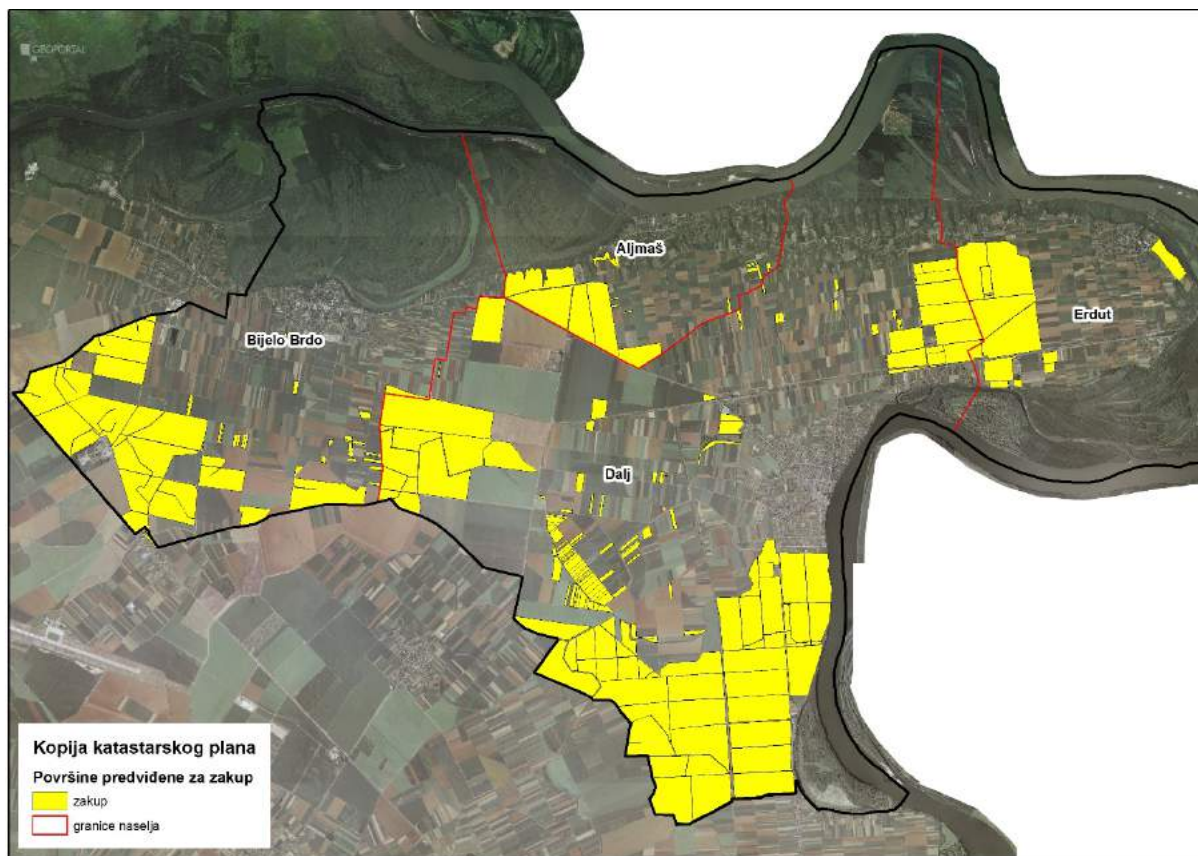 GEOPORTAL
Aljmaš
Bijelo Brdo
Erdut
Dalj
Kopija katastarskog plana
Površine predviđene za zakup
zakup
granice naselja